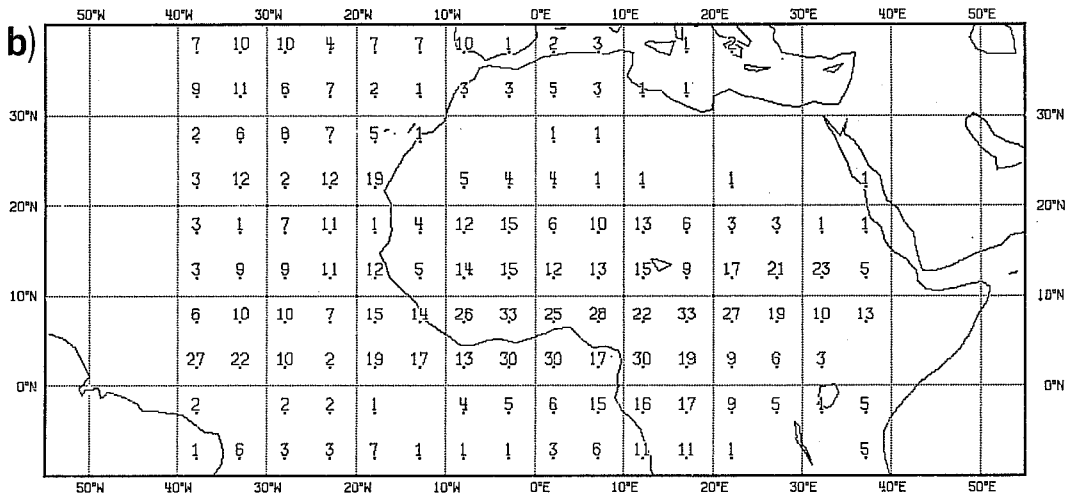 50°W 40°W 30°W 20°W 10°W 0°E 10°E 20°E 30°E 40°E 50°E
b) 7 10 10 4 7 7 10 1 2 3 1 2
9 11 6 7 2 1 3 3 5 3 1 1
30°N 30°N
2 6 8 7 5 1 1 1
3 12 2 12 19 5 4 4 1 1 1 1
20°N 20°N
3 1 7 11 1 4 12 15 6 10 13 6 3 3 1 1
3 9 9 11 12 5 14 15 12 13 15 9 17 21 23 5
10°N 10°N
6 10 10 7 15 14 26 33 25 28 22 33 27 19 10 13
27 22 10 2 19 17 13 30 30 17 30 19 9 6 3
0°N 0°N
2 2 2 1 4 5 6 15 16 17 9 5 1 5
1 6 3 3 7 1 1 1 3 6 11 11 1 5
50°W 40°W 30°W 20°W 10°W 0°E 10°E 20°E 30°E 40°E 50°E